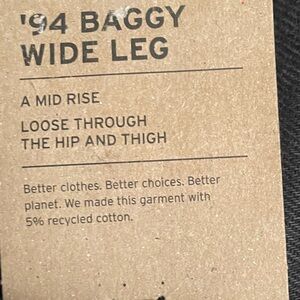 '94 BAGGY
WIDE LEG
A MID RISE
LOOSE THROUGH
THE HIP AND THIGH
Better clothes. Better choices. Better
planet. We made this garment with
5% recycled cotton.